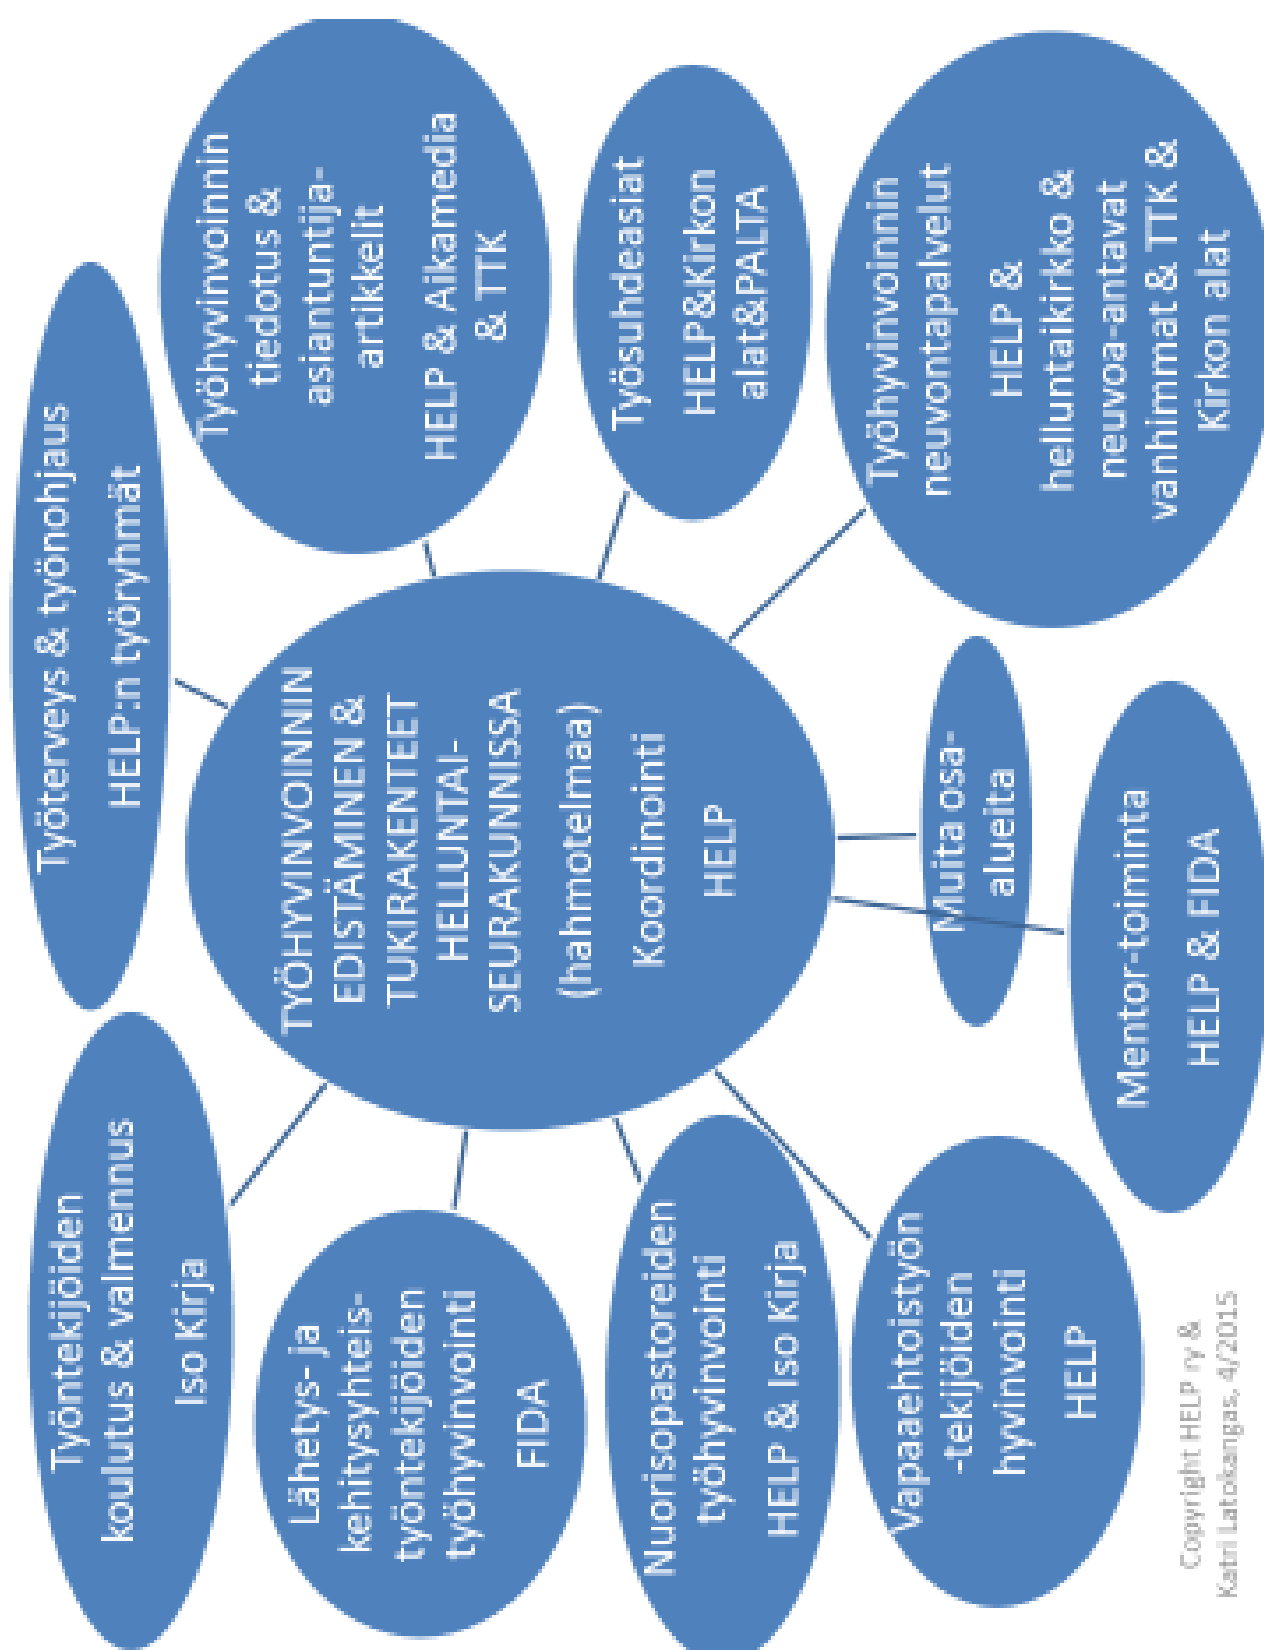 Työterveys & työnohjaus
HELP:n työryhmät
Työntekijöiden
koulutus & valmennus
Iso Kirja
Työhyvinvoinnin
tiedotus &
asiantuntija-
artikkelit
HELP & Aikamedia
& TTK
Lähetys- ja
kehitysyhteis-
työntekijöiden
työhyvinvointi
FIDA
TYÖHYVINVOINNIN
EDISTÄMINEN &
TUKIRAKENTEET
HELLUNTAI-
SEURAKUNNISSA
(hahmotelmaa)
Koordinointi
HELP
Työsuhdeasiat
HELP&Kirkon
alat&PALTA
Nuorisopastoreiden
työhyvinvointi
HELP & Iso Kirja
Työhyvinvoinnin
neuvontapalvelut
HELP &
helluntaikirkko &
neuvoa-antavat
vanhimmat & TTK &
Kirkon alat
Vapaaehtoistyön
-tekijöiden
hyvinvointi
HELP
Muita osa-
alueita
Mentor-toiminta
HELP & FIDA
Copyright HELP ry &
Katri Latokangas, 4/2015